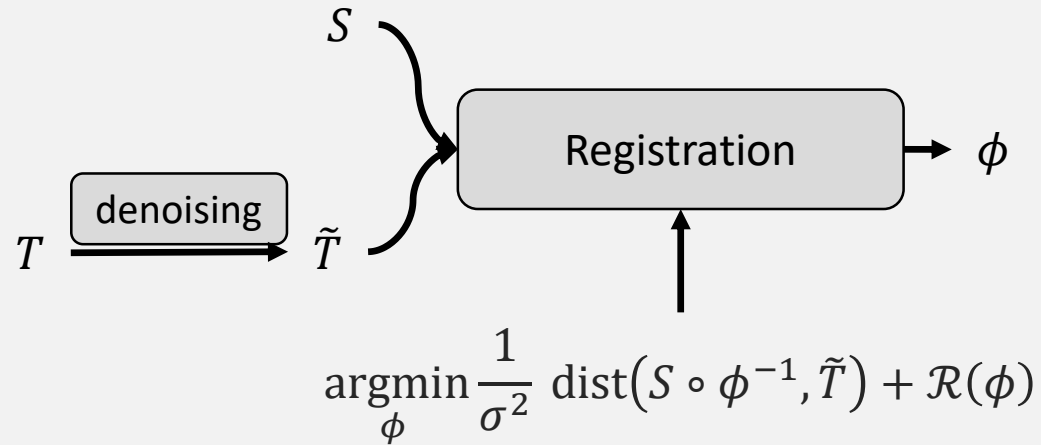 S
Registration
ϕ
denoising
T
T̃
argmin 1/σ² dist(S ∘ ϕ⁻¹, T̃) + ℛ(ϕ)
ϕ